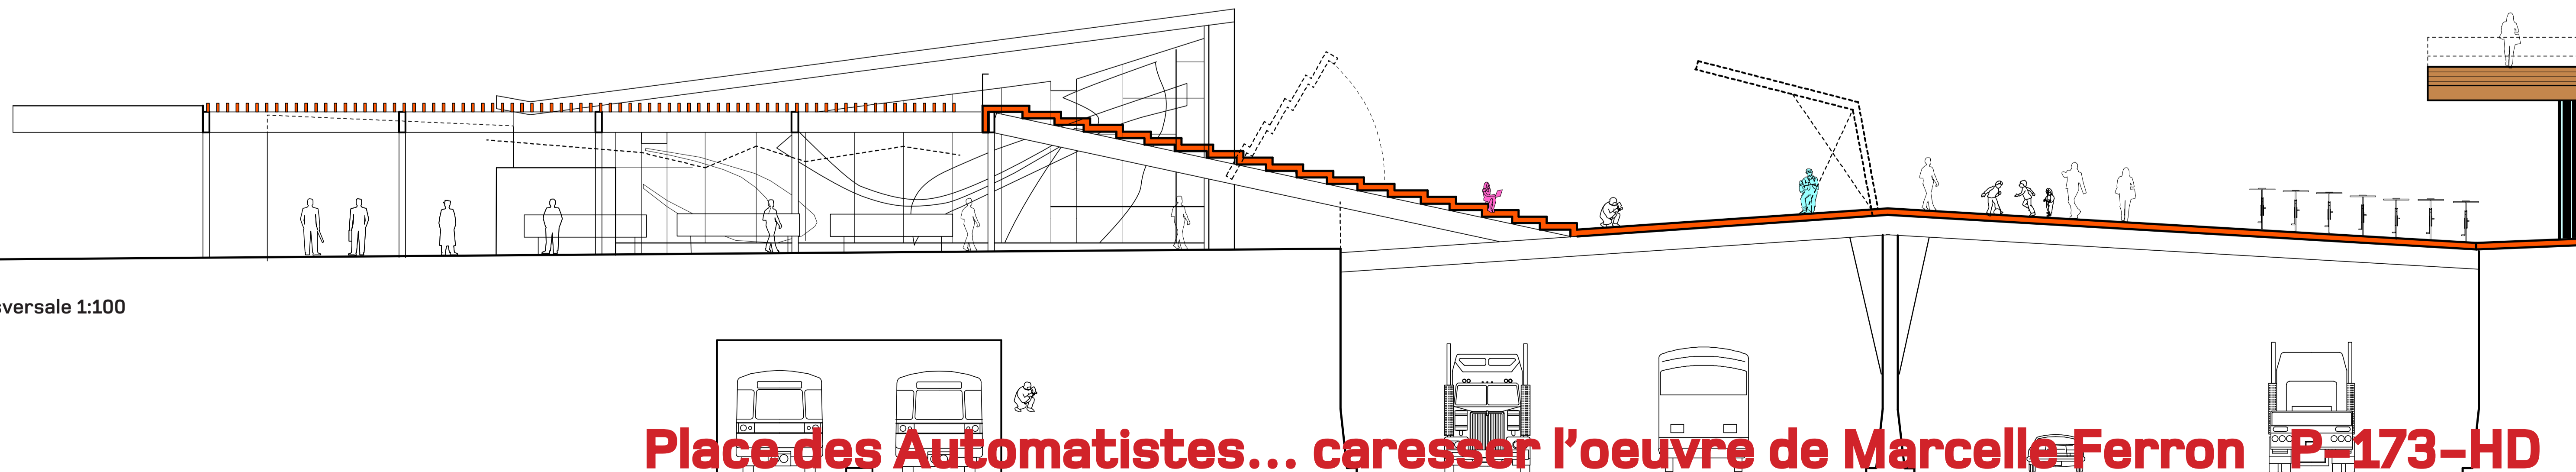 sversale 1:100
Place des Automatistes... caresser l'oeuvre de Marcelle Ferron P-173-HD